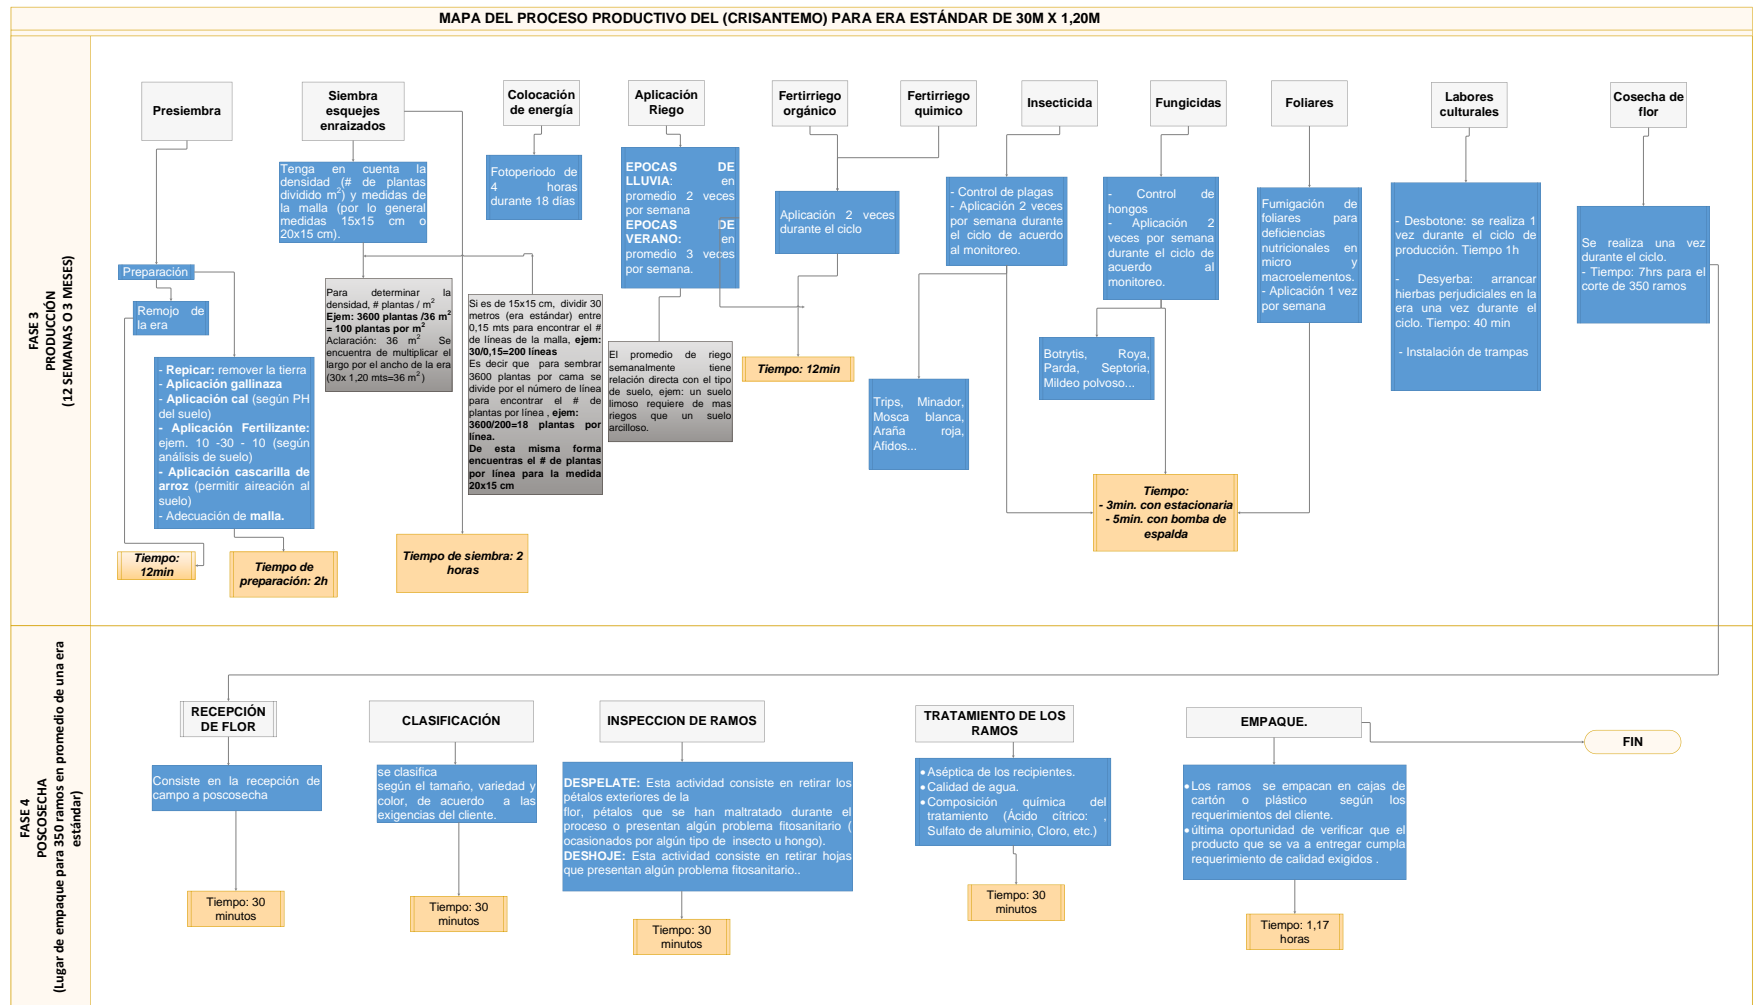 MAPA DEL PROCESO PRODUCTIVO DEL (CRISANTEMO) PARA ERA ESTÁNDAR DE 30M X 1,20M
FASE 3
PRODUCCIÓN
(12 SEMANAS O 3 MESES)
Presiembra
Preparación
Remojo de
la era
- Repicar: remover la tierra
- Aplicación gallinaza
- Aplicación cal (según PH
del suelo)
- Aplicación Fertilizante:
ejem. 10 -30 - 10 (según
análisis de suelo)
- Aplicación cascarilla de
arroz (permitir aireación al
suelo)
- Adecuación de malla.
Tiempo:
12min
Tiempo de
preparación: 2h
Siembra
esquejes
enraizados
Tenga en cuenta la
densidad (# de plantas
dividido m²) y medidas de
la malla (por lo general
medidas 15x15 cm o
20x15 cm).
Para determinar la
densidad, # plantas / m²
Ejem: 3600 plantas /36 m²
= 100 plantas por m²
Aclaración: 36 m² Se
encuentra de multiplicar el
largo por el ancho de la era
(30x 1,20 mts=36 m²)
Si es de 15x15 cm, dividir 30
metros (era estándar) entre
0,15 mts para encontrar el #
de líneas de la malla, ejem:
30/0,15=200 líneas
Es decir que para sembrar
3600 plantas por cama se
divide por el número de línea
para encontrar el # de
plantas por línea , ejem:
3600/200=18 plantas por
línea.
De esta misma forma
encuentras el # de plantas
por línea para la medida
20x15 cm
Tiempo de siembra: 2
horas
Colocación
de energía
Fotoperiodo de
4 horas
durante 18 días
Aplicación
Riego
EPOCAS DE
LLUVIA: en
promedio 2 veces
por semana
EPOCAS DE
VERANO: en
promedio 3 veces
por semana.
El promedio de riego
semanalmente tiene
relación directa con el tipo
de suelo, ejem: un suelo
limoso requiere de mas
riegos que un suelo
arcilloso.
Fertirriego
orgánico
Fertirriego
quimico
Aplicación 2 veces
durante el ciclo
Tiempo: 12min
Insecticida
- Control de plagas
- Aplicación 2 veces
por semana durante
el ciclo de acuerdo
al monitoreo.
Trips, Minador,
Mosca blanca,
Araña roja,
Afidos...
Fungicidas
- Control de
hongos
- Aplicación 2
veces por semana
durante el ciclo de
acuerdo al
monitoreo.
Botrytis, Roya,
Parda, Septoria,
Mildeo polvoso...
Tiempo:
- 3min. con estacionaria
- 5min. con bomba de
espalda
Foliares
Fumigación de
foliares para
deficiencias
nutricionales en
micro y
macroelementos.
- Aplicación 1 vez
por semana
Labores
culturales
- Desbotone: se realiza 1
vez durante el ciclo de
producción. Tiempo 1h
- Desyerba: arrancar
hierbas perjudiciales en la
era una vez durante el
ciclo. Tiempo: 40 min
- Instalación de trampas
Cosecha de
flor
Se realiza una vez
durante el ciclo.
- Tiempo: 7hrs para el
corte de 350 ramos
FASE 4
POSCOSECHA
(Lugar de empaque para 350 ramos en promedio de una era
estándar)
RECEPCIÓN
DE FLOR
Consiste en la recepción de
campo a poscosecha
Tiempo: 30
minutos
CLASIFICACIÓN
se clasifica
según el tamaño, variedad y
color, de acuerdo a las
exigencias del cliente.
Tiempo: 30
minutos
INSPECCION DE RAMOS
DESPELATE: Esta actividad consiste en retirar los
pétalos exteriores de la
flor, pétalos que se han maltratado durante el
proceso o presentan algún problema fitosanitario (
ocasionados por algún tipo de insecto u hongo).
DESHOJE: Esta actividad consiste en retirar hojas
que presentan algún problema fitosanitario..
Tiempo: 30
minutos
TRATAMIENTO DE LOS
RAMOS
• Aséptica de los recipientes.
• Calidad de agua.
• Composición química del
tratamiento (Ácido cítrico: ,
Sulfato de aluminio, Cloro, etc.)
Tiempo: 30
minutos
EMPAQUE.
• Los ramos se empacan en cajas de
cartón o plástico según los
requerimientos del cliente.
• última oportunidad de verificar que el
producto que se va a entregar cumpla
requerimiento de calidad exigidos .
Tiempo: 1,17
horas
FIN